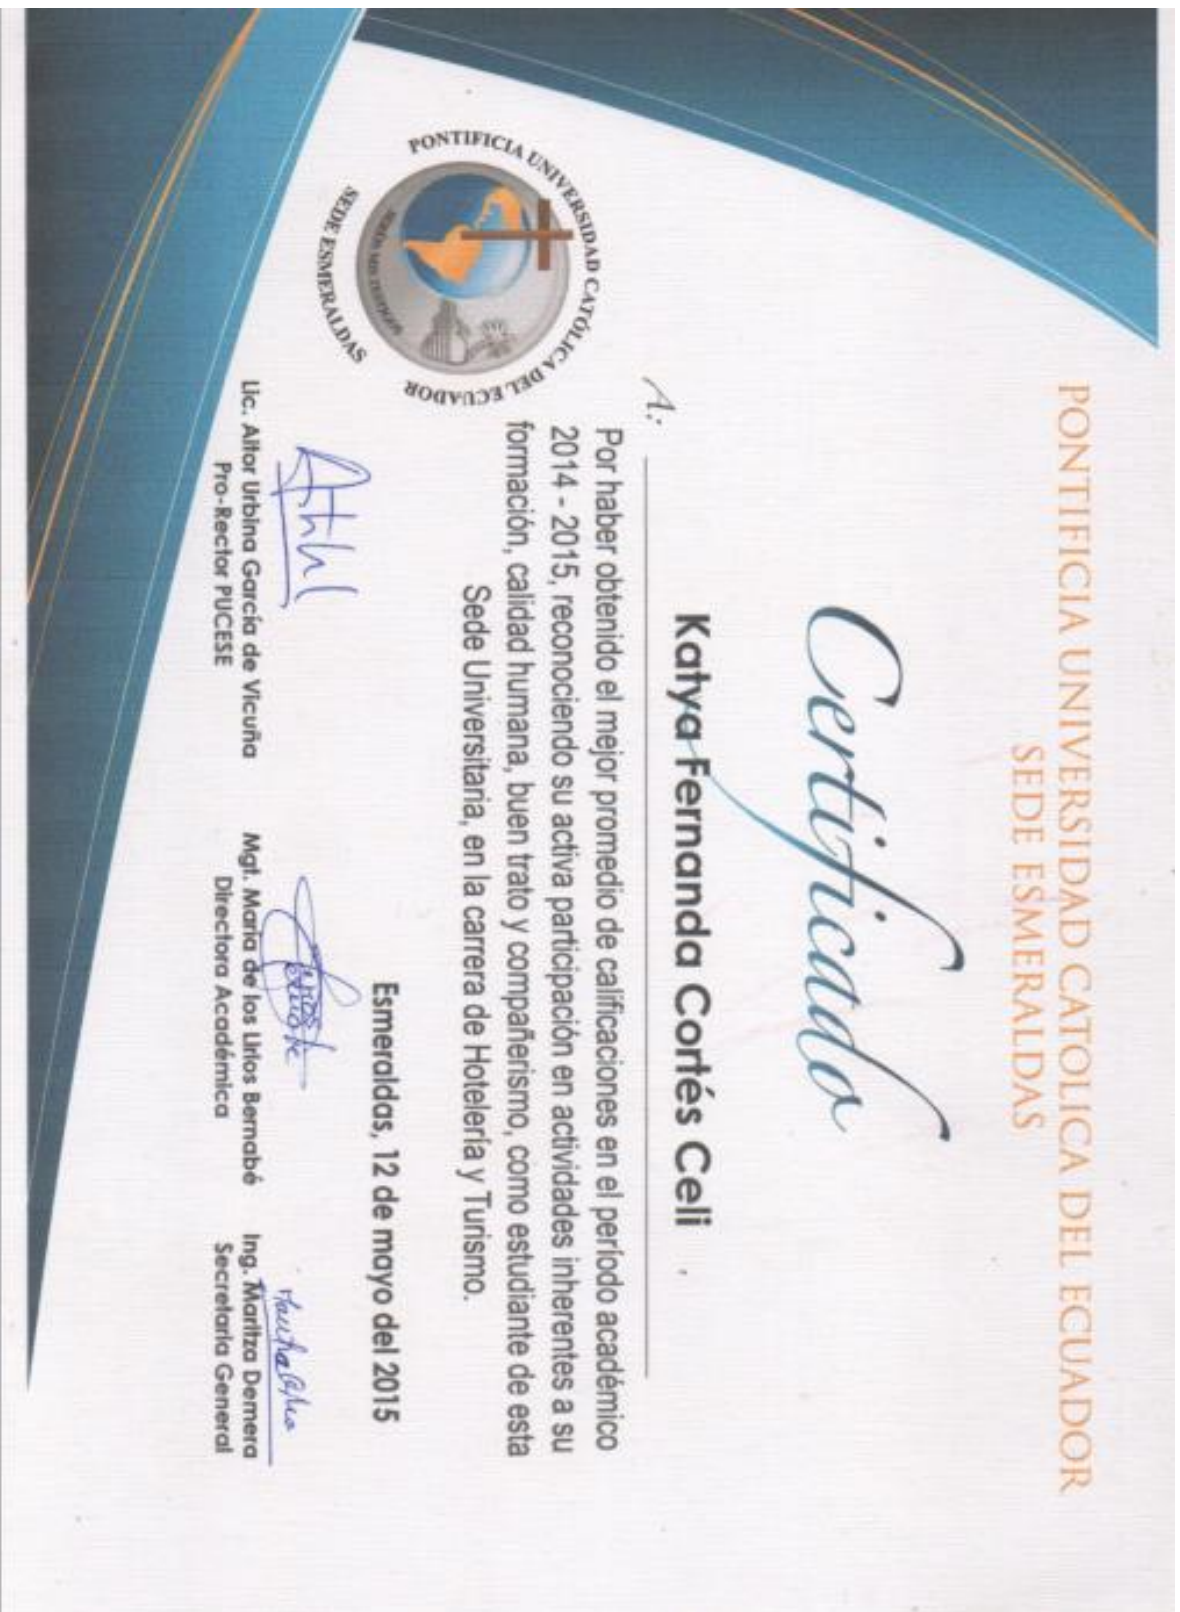 PONTIFICIA UNIVERSIDAD CATOLICA DEL ECUADOR
SEDE ESMERALDAS
Certificado
A:
Katya Fernanda Cortés Celi
Por haber obtenido el mejor promedio de calificaciones en el período académico
2014 - 2015, reconociendo su activa participación en actividades inherentes a su
formación, calidad humana, buen trato y compañerismo, como estudiante de esta
Sede Universitaria, en la carrera de Hotelería y Turismo.
Esmeraldas, 12 de mayo del 2015
PONTIFICIA UNIVERSIDAD CATÓLICA DEL ECUADOR
SEDE ESMERALDAS
SERÉIS MIS TESTIGOS
Lic. Aitor Urbina García de Vicuña
Pro-Rector PUCESE
Mgt. María de los Lirios Bernabé
Directora Académica
Ing. Maritza Demera
Secretaria General